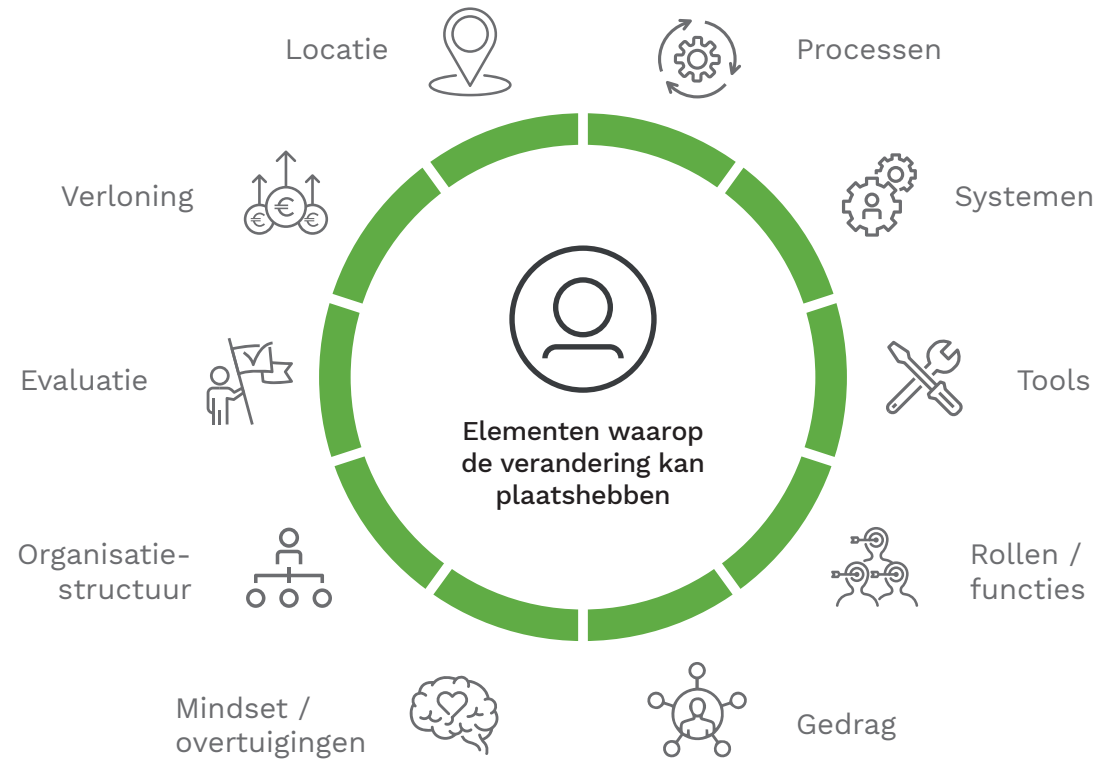 Locatie
Processen
Verloning
Systemen
Evaluatie
Tools
Elementen waarop
de verandering kan
plaatshebben
Organisatie-
structuur
Rollen /
functies
Mindset /
overtuigingen
Gedrag
€
€
€